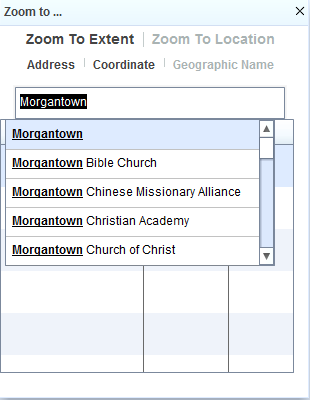 Zoom to ...
Zoom To Extent | Zoom To Location
Address | Coordinate | Geographic Name
Morgantown
Morgantown
Morgantown Bible Church
Morgantown Chinese Missionary Alliance
Morgantown Christian Academy
Morgantown Church of Christ